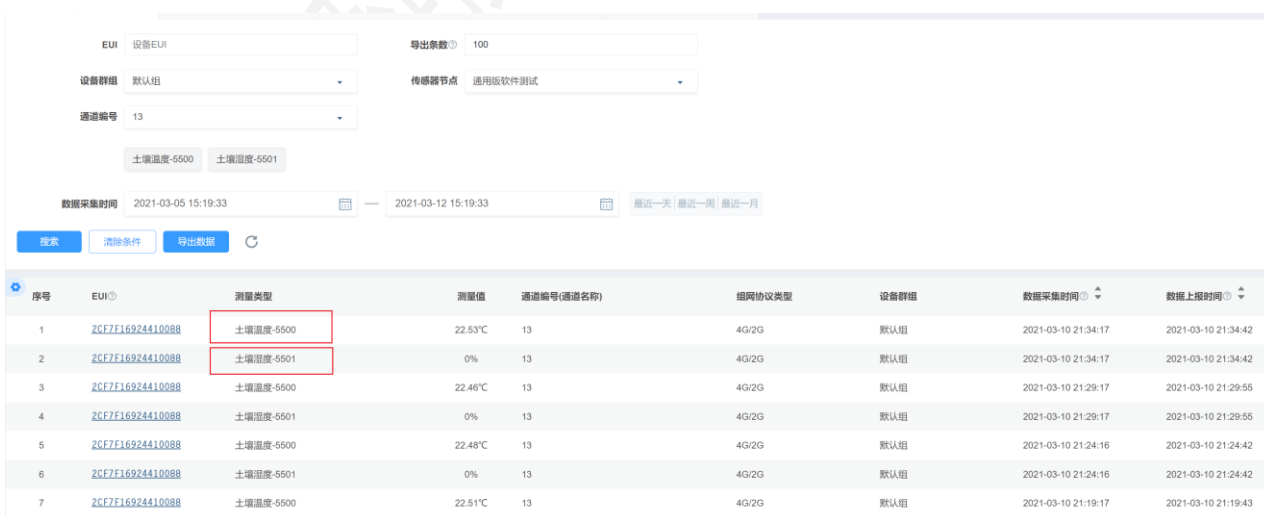 EUI 设备EUI 导出条数 100
设备群组 默认组 传感器节点 通用版软件测试
通道编号 13
土壤温度-5500 土壤湿度-5501
数据采集时间 2021-03-05 15:19:33 — 2021-03-12 15:19:33 最近一天 最近一周 最近一月
搜索 清除条件 导出数据
序号 EUI 测量类型 测量值 通道编号(通道名称) 组网协议类型 设备群组 数据采集时间 数据上报时间
1 2CF7F16924410088 土壤温度-5500 22.53℃ 13 4G/2G 默认组 2021-03-10 21:34:17 2021-03-10 21:34:42
2 2CF7F16924410088 土壤湿度-5501 0% 13 4G/2G 默认组 2021-03-10 21:34:17 2021-03-10 21:34:42
3 2CF7F16924410088 土壤温度-5500 22.46℃ 13 4G/2G 默认组 2021-03-10 21:29:17 2021-03-10 21:29:55
4 2CF7F16924410088 土壤湿度-5501 0% 13 4G/2G 默认组 2021-03-10 21:29:17 2021-03-10 21:29:55
5 2CF7F16924410088 土壤温度-5500 22.48℃ 13 4G/2G 默认组 2021-03-10 21:24:16 2021-03-10 21:24:42
6 2CF7F16924410088 土壤湿度-5501 0% 13 4G/2G 默认组 2021-03-10 21:24:16 2021-03-10 21:24:42
7 2CF7F16924410088 土壤温度-5500 22.51℃ 13 4G/2G 默认组 2021-03-10 21:19:17 2021-03-10 21:19:43